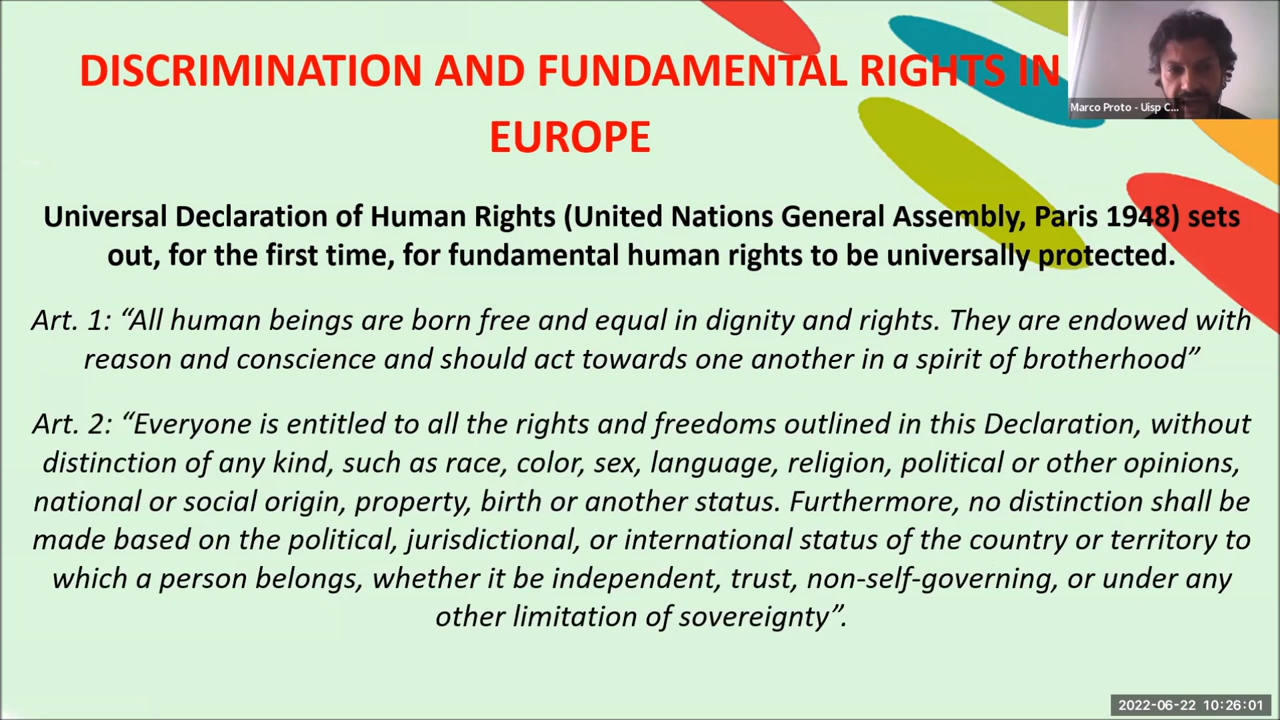 DISCRIMINATION AND FUNDAMENTAL RIGHTS IN
EUROPE
Marco Proto - Uisp C...
Universal Declaration of Human Rights (United Nations General Assembly, Paris 1948) sets
out, for the first time, for fundamental human rights to be universally protected.
Art. 1: “All human beings are born free and equal in dignity and rights. They are endowed with
reason and conscience and should act towards one another in a spirit of brotherhood”
Art. 2: “Everyone is entitled to all the rights and freedoms outlined in this Declaration, without
distinction of any kind, such as race, color, sex, language, religion, political or other opinions,
national or social origin, property, birth or another status. Furthermore, no distinction shall be
made based on the political, jurisdictional, or international status of the country or territory to
which a person belongs, whether it be independent, trust, non-self-governing, or under any
other limitation of sovereignty”.
2022-06-22 10:26:01